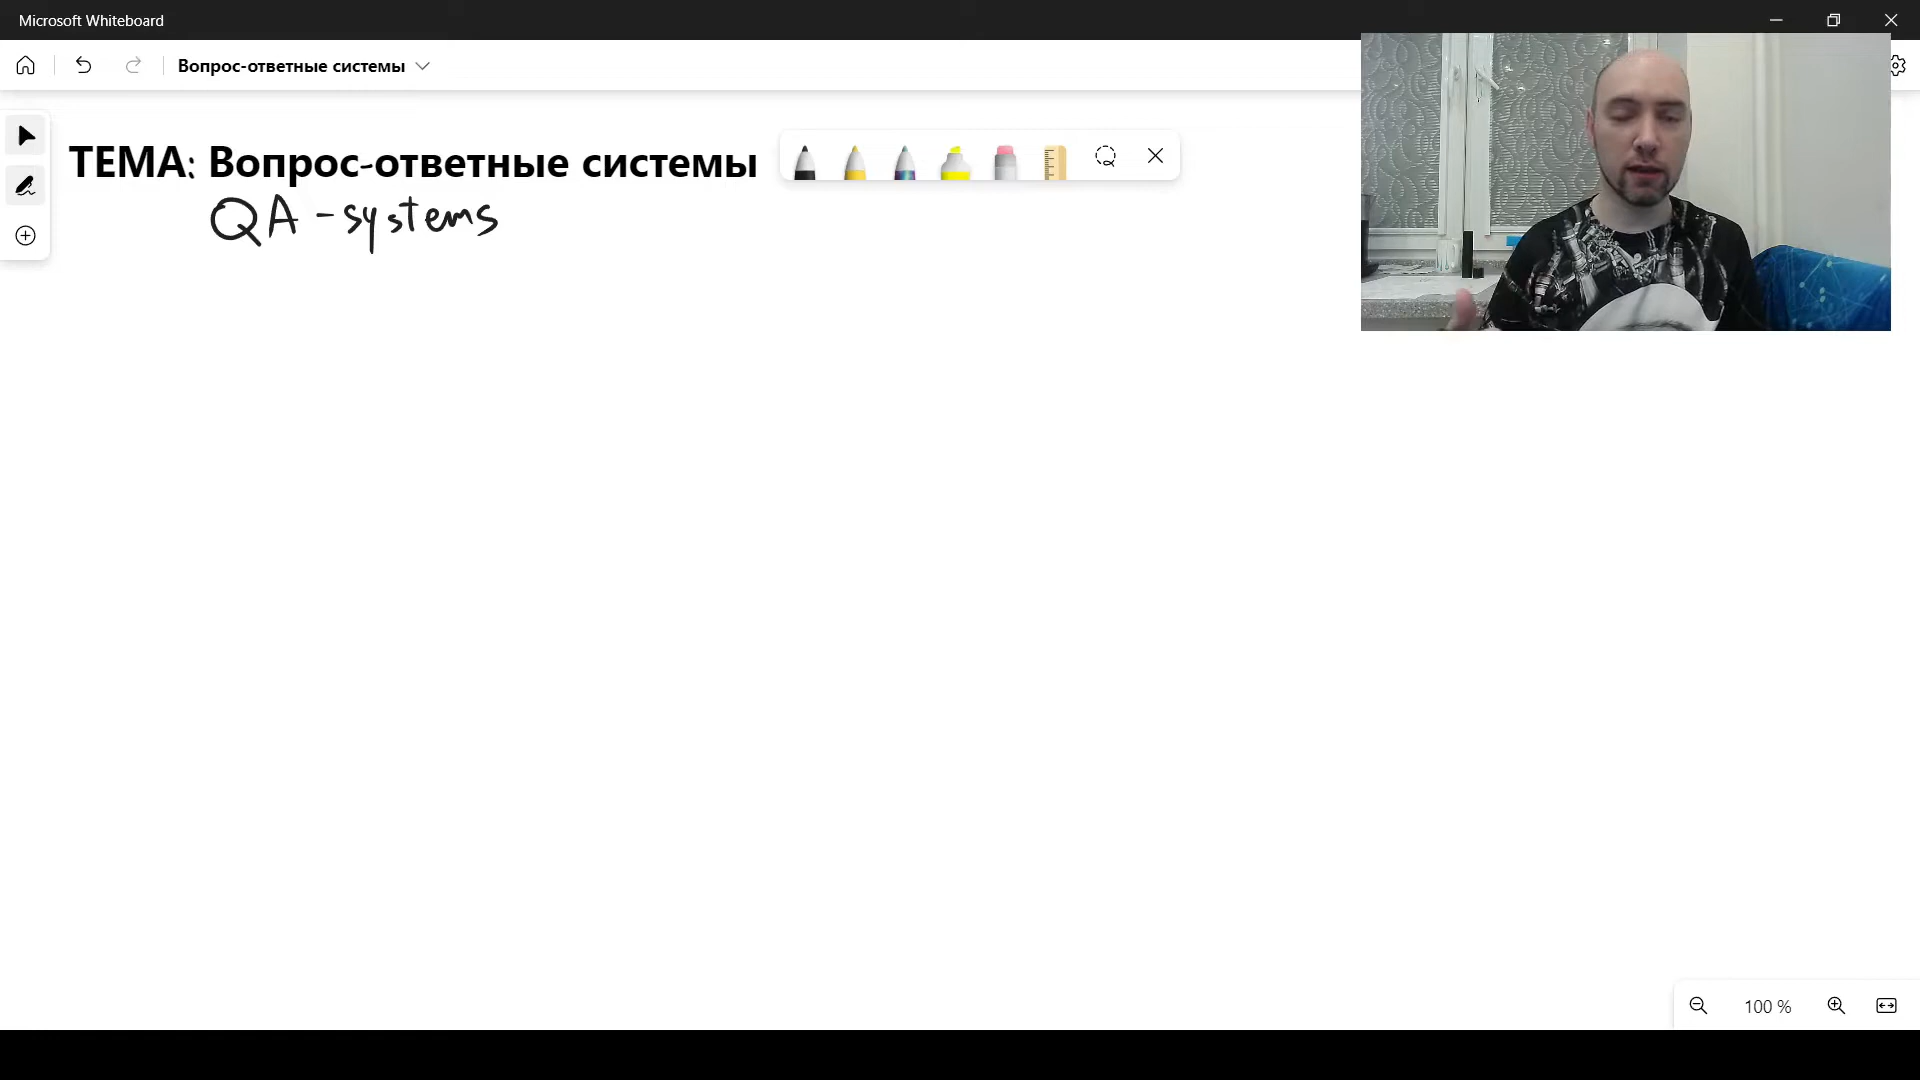 Microsoft Whiteboard
Вопрос-ответные системы
ТЕМА: Вопрос-ответные системы
QA - systems
100 %